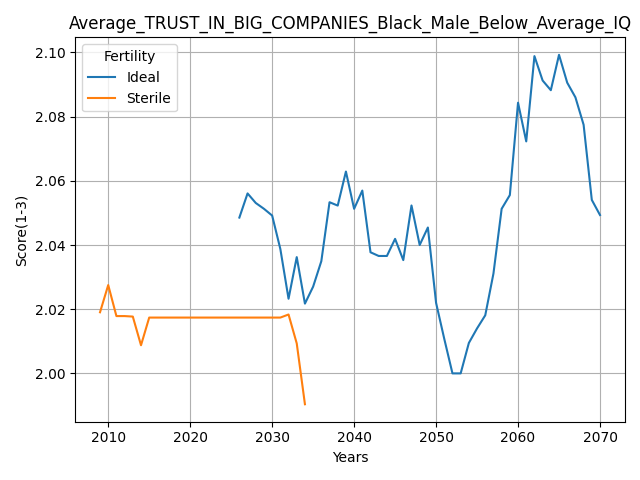 Average_TRUST_IN_BIG_COMPANIES_Black_Male_Below_Average_IQ
Fertility
Ideal
Sterile
2.10
2.08
2.06
2.04
2.02
2.00
Score(1-3)
2010 2020 2030 2040 2050 2060 2070
Years